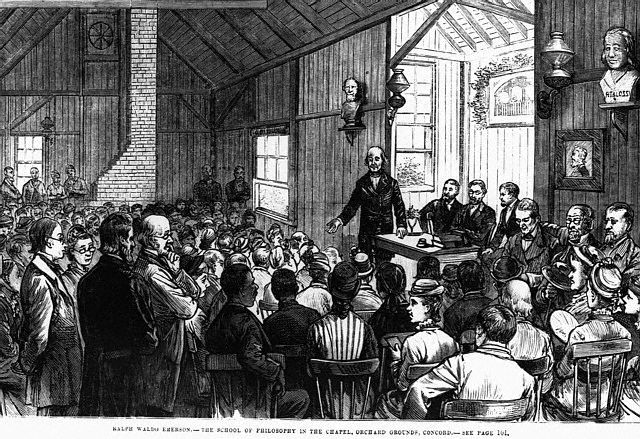 RALPH WALDO EMERSON.—THE SCHOOL OF PHILOSOPHY IN THE CHAPEL, ORCHARD GROUNDS, CONCORD.—SEE PAGE 101.